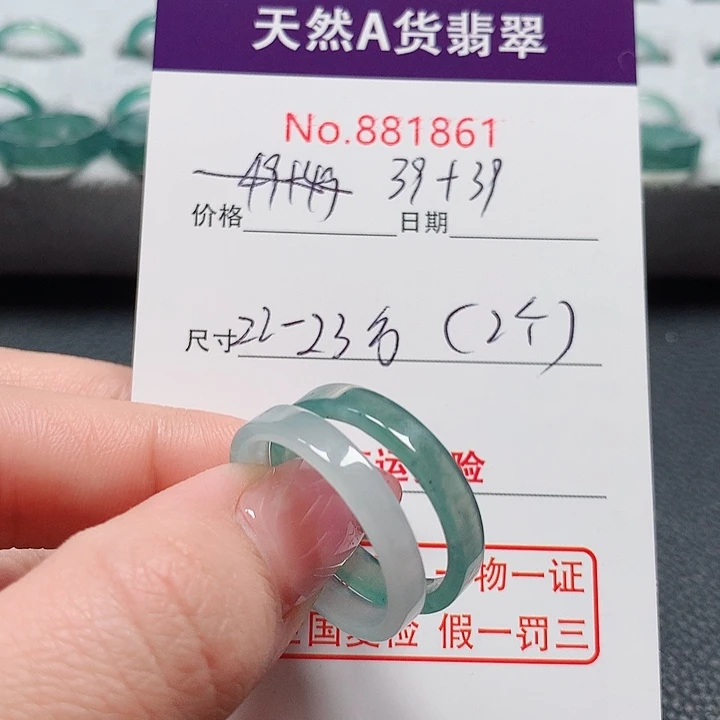 天然A货翡翠
No.881861
49+49 39+39
价格 日期
尺寸 22-23号 (2个)
运 险
一物一证
全国复检 假一罚三